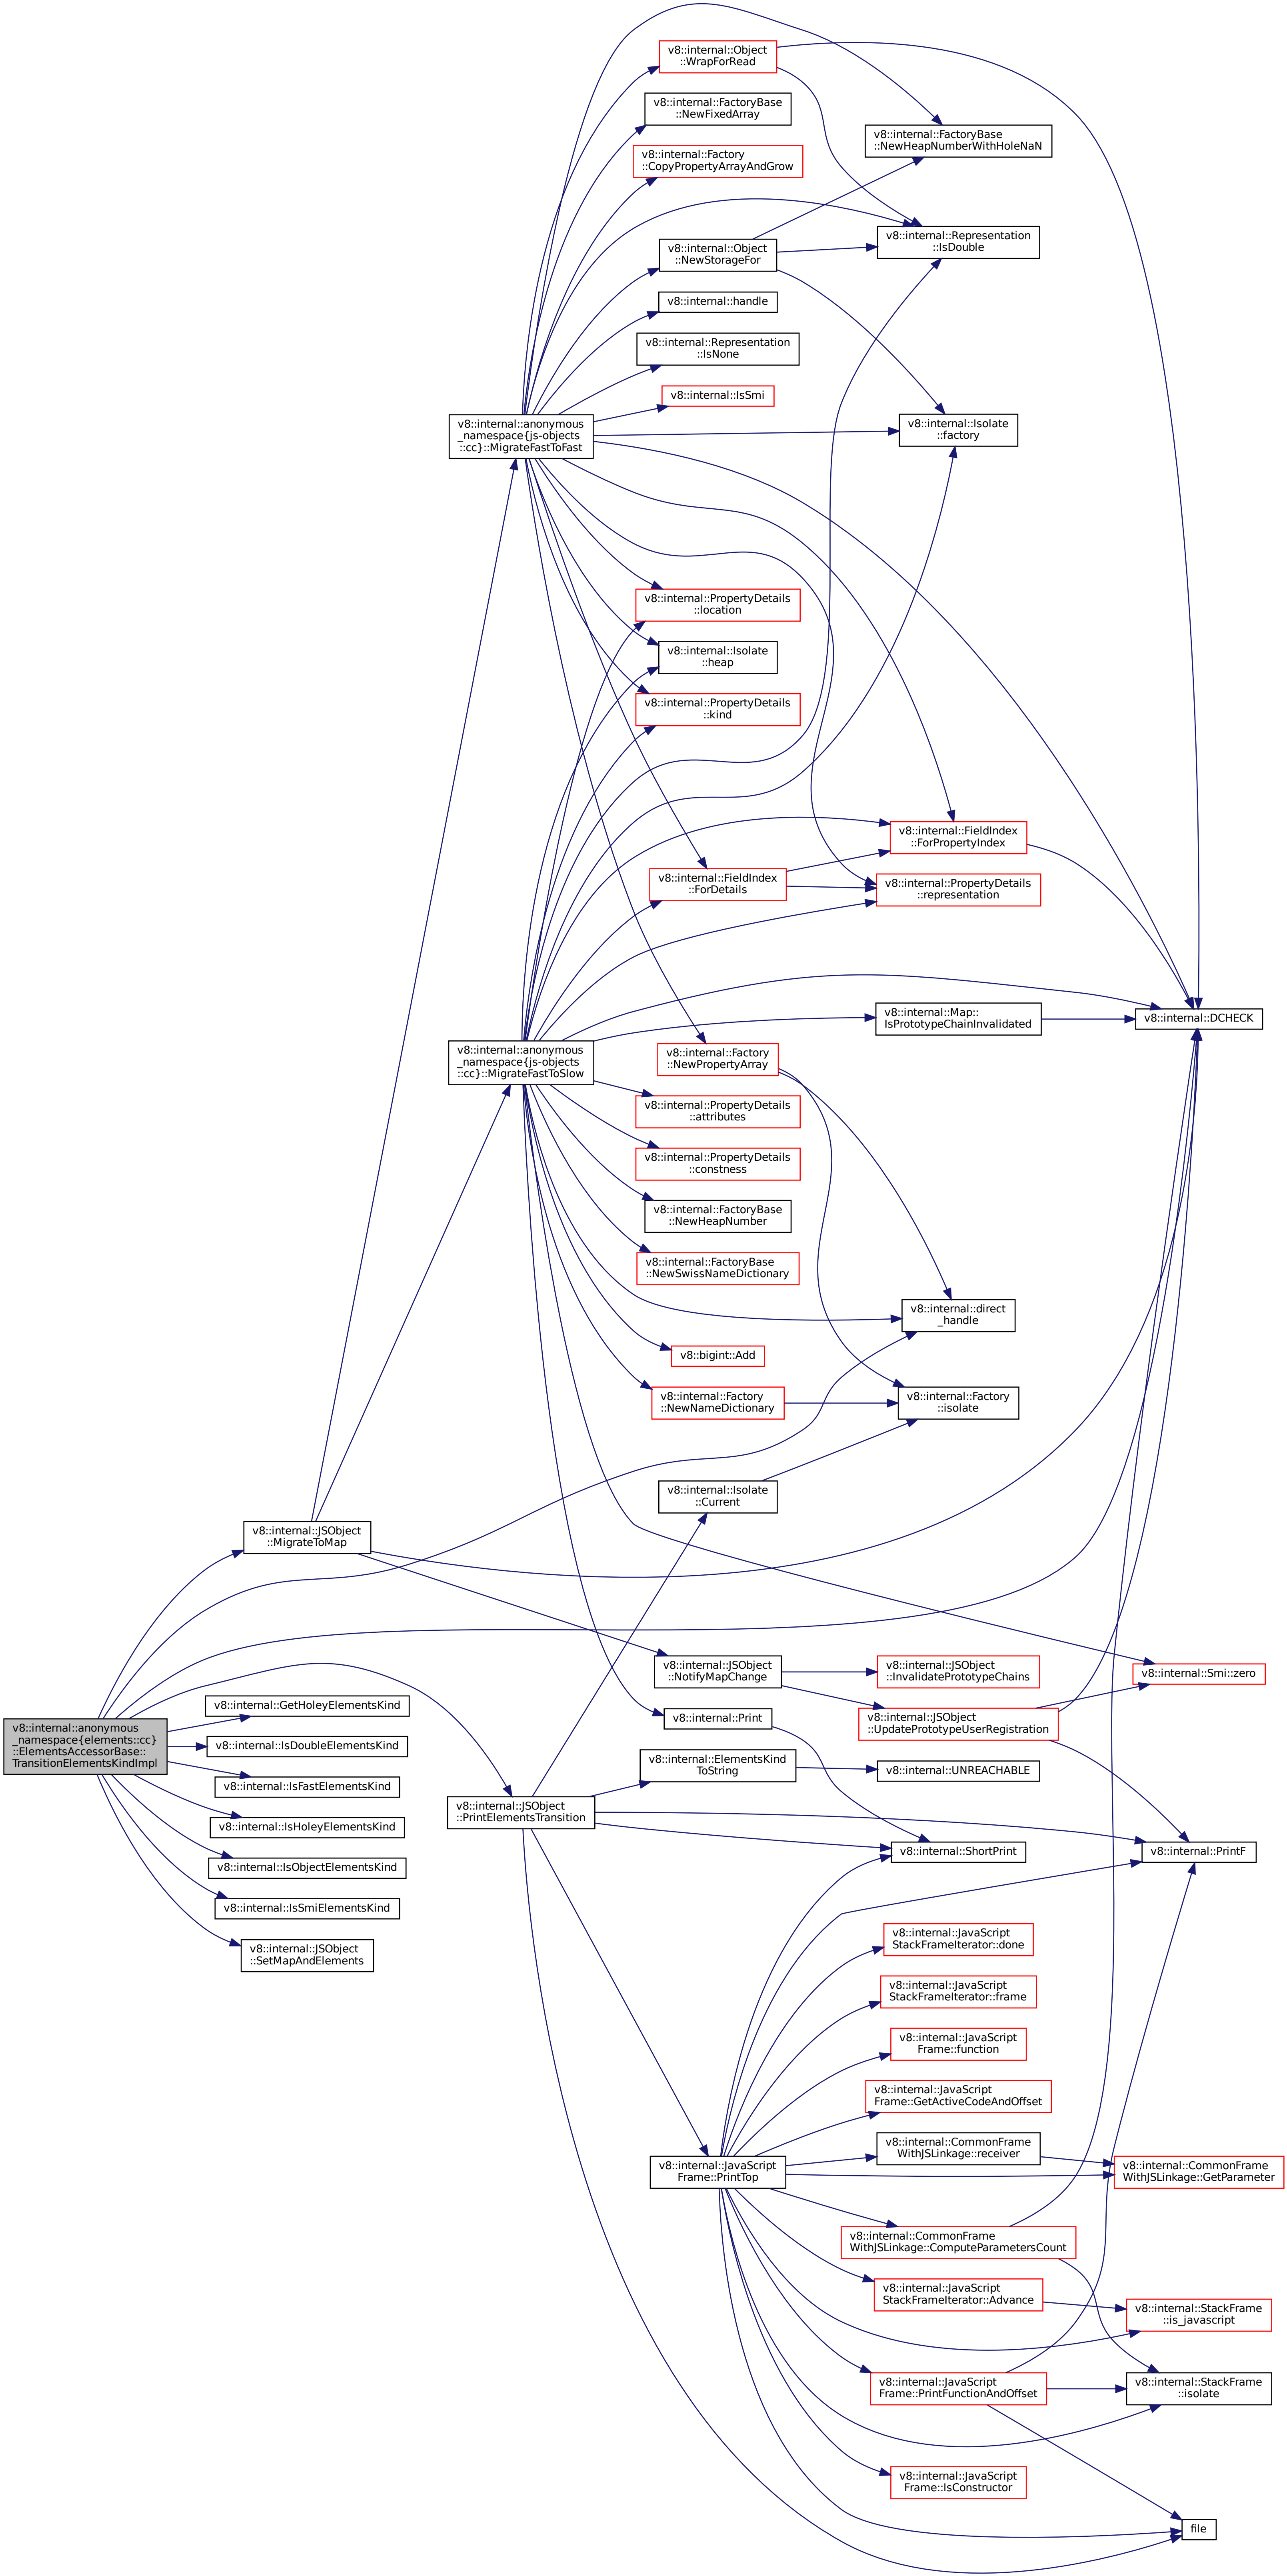 v8::internal::Object
::WrapForRead
v8::internal::FactoryBase
::NewFixedArray
v8::internal::FactoryBase
::NewHeapNumberWithHoleNaN
v8::internal::Factory
::CopyPropertyArrayAndGrow
v8::internal::Representation
::IsDouble
v8::internal::Object
::NewStorageFor
v8::internal::handle
v8::internal::Representation
::IsNone
v8::internal::IsSmi
v8::internal::anonymous
_namespace{js-objects
::cc}::MigrateFastToFast
v8::internal::Isolate
::factory
v8::internal::PropertyDetails
::location
v8::internal::Isolate
::heap
v8::internal::PropertyDetails
::kind
v8::internal::FieldIndex
::ForPropertyIndex
v8::internal::FieldIndex
::ForDetails
v8::internal::PropertyDetails
::representation
v8::internal::Map::
IsPrototypeChainInvalidated
v8::internal::DCHECK
v8::internal::anonymous
_namespace{js-objects
::cc}::MigrateFastToSlow
v8::internal::Factory
::NewPropertyArray
v8::internal::PropertyDetails
::attributes
v8::internal::PropertyDetails
::constness
v8::internal::FactoryBase
::NewHeapNumber
v8::internal::FactoryBase
::NewSwissNameDictionary
v8::internal::direct
_handle
v8::bigint::Add
v8::internal::Factory
::NewNameDictionary
v8::internal::Factory
::isolate
v8::internal::Isolate
::Current
v8::internal::JSObject
::MigrateToMap
v8::internal::JSObject
::NotifyMapChange
v8::internal::JSObject
::InvalidatePrototypeChains
v8::internal::Smi::zero
v8::internal::JSObject
::UpdatePrototypeUserRegistration
v8::internal::Print
v8::internal::GetHoleyElementsKind
v8::internal::anonymous
_namespace{elements::cc}
::ElementsAccessorBase::
TransitionElementsKindImpl
v8::internal::IsDoubleElementsKind
v8::internal::IsFastElementsKind
v8::internal::IsHoleyElementsKind
v8::internal::IsObjectElementsKind
v8::internal::IsSmiElementsKind
v8::internal::JSObject
::SetMapAndElements
v8::internal::ElementsKind
ToString
v8::internal::UNREACHABLE
v8::internal::JSObject
::PrintElementsTransition
v8::internal::ShortPrint
v8::internal::PrintF
v8::internal::JavaScript
StackFrameIterator::done
v8::internal::JavaScript
StackFrameIterator::frame
v8::internal::JavaScript
Frame::function
v8::internal::JavaScript
Frame::GetActiveCodeAndOffset
v8::internal::CommonFrame
WithJSLinkage::receiver
v8::internal::JavaScript
Frame::PrintTop
v8::internal::CommonFrame
WithJSLinkage::GetParameter
v8::internal::CommonFrame
WithJSLinkage::ComputeParametersCount
v8::internal::JavaScript
StackFrameIterator::Advance
v8::internal::StackFrame
::is_javascript
v8::internal::JavaScript
Frame::PrintFunctionAndOffset
v8::internal::StackFrame
::isolate
v8::internal::JavaScript
Frame::IsConstructor
file